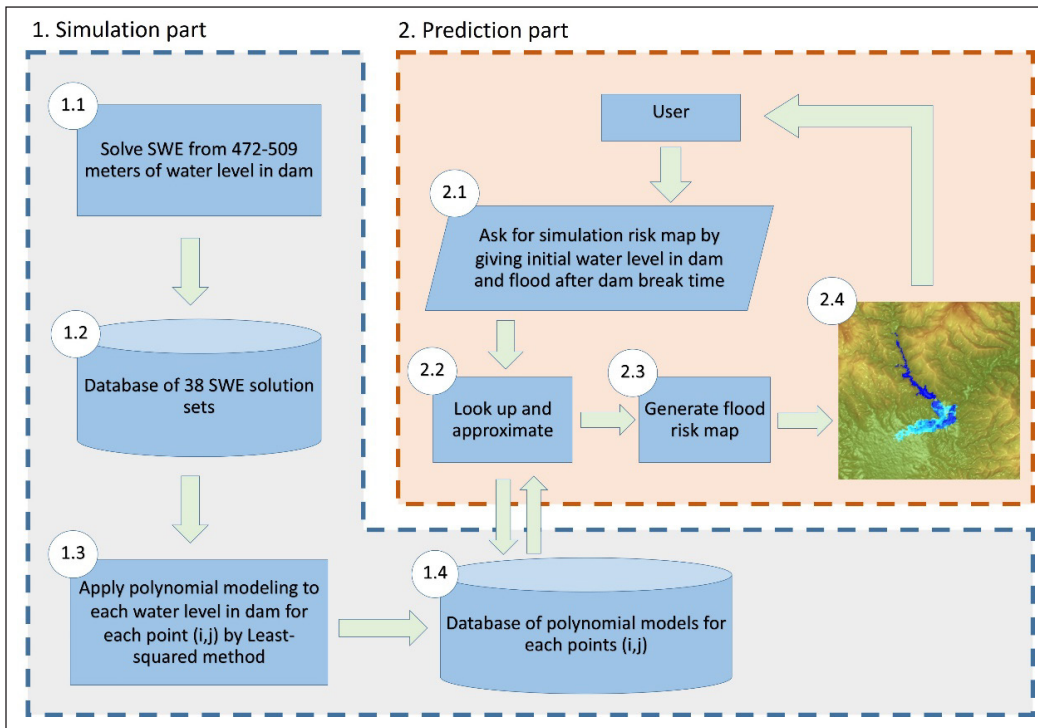 1. Simulation part
1.1
Solve SWE from 472-509
meters of water level in dam
1.2
Database of 38 SWE solution
sets
1.3
Apply polynomial modeling to
each water level in dam for
each point (i,j) by Least-
squared method
1.4
Database of polynomial models for
each points (i,j)
2. Prediction part
User
2.1
Ask for simulation risk map by
giving initial water level in dam
and flood after dam break time
2.2
Look up and
approximate
2.3
Generate flood
risk map
2.4